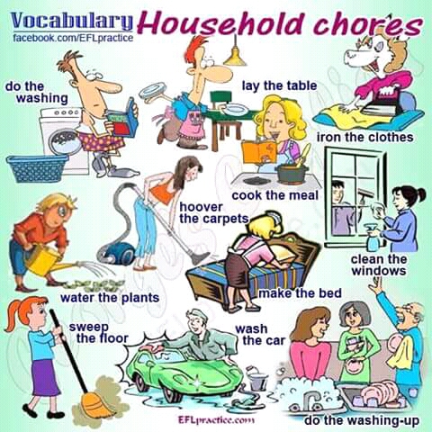 Vocabulary
facebook.com/EFLpractice
Household chores
do the
washing
lay the table
iron the clothes
cook the meal
hoover
the carpets
clean the
windows
water the plants
make the bed
sweep
the floor
wash
the car
do the washing-up
EFLpractice.com